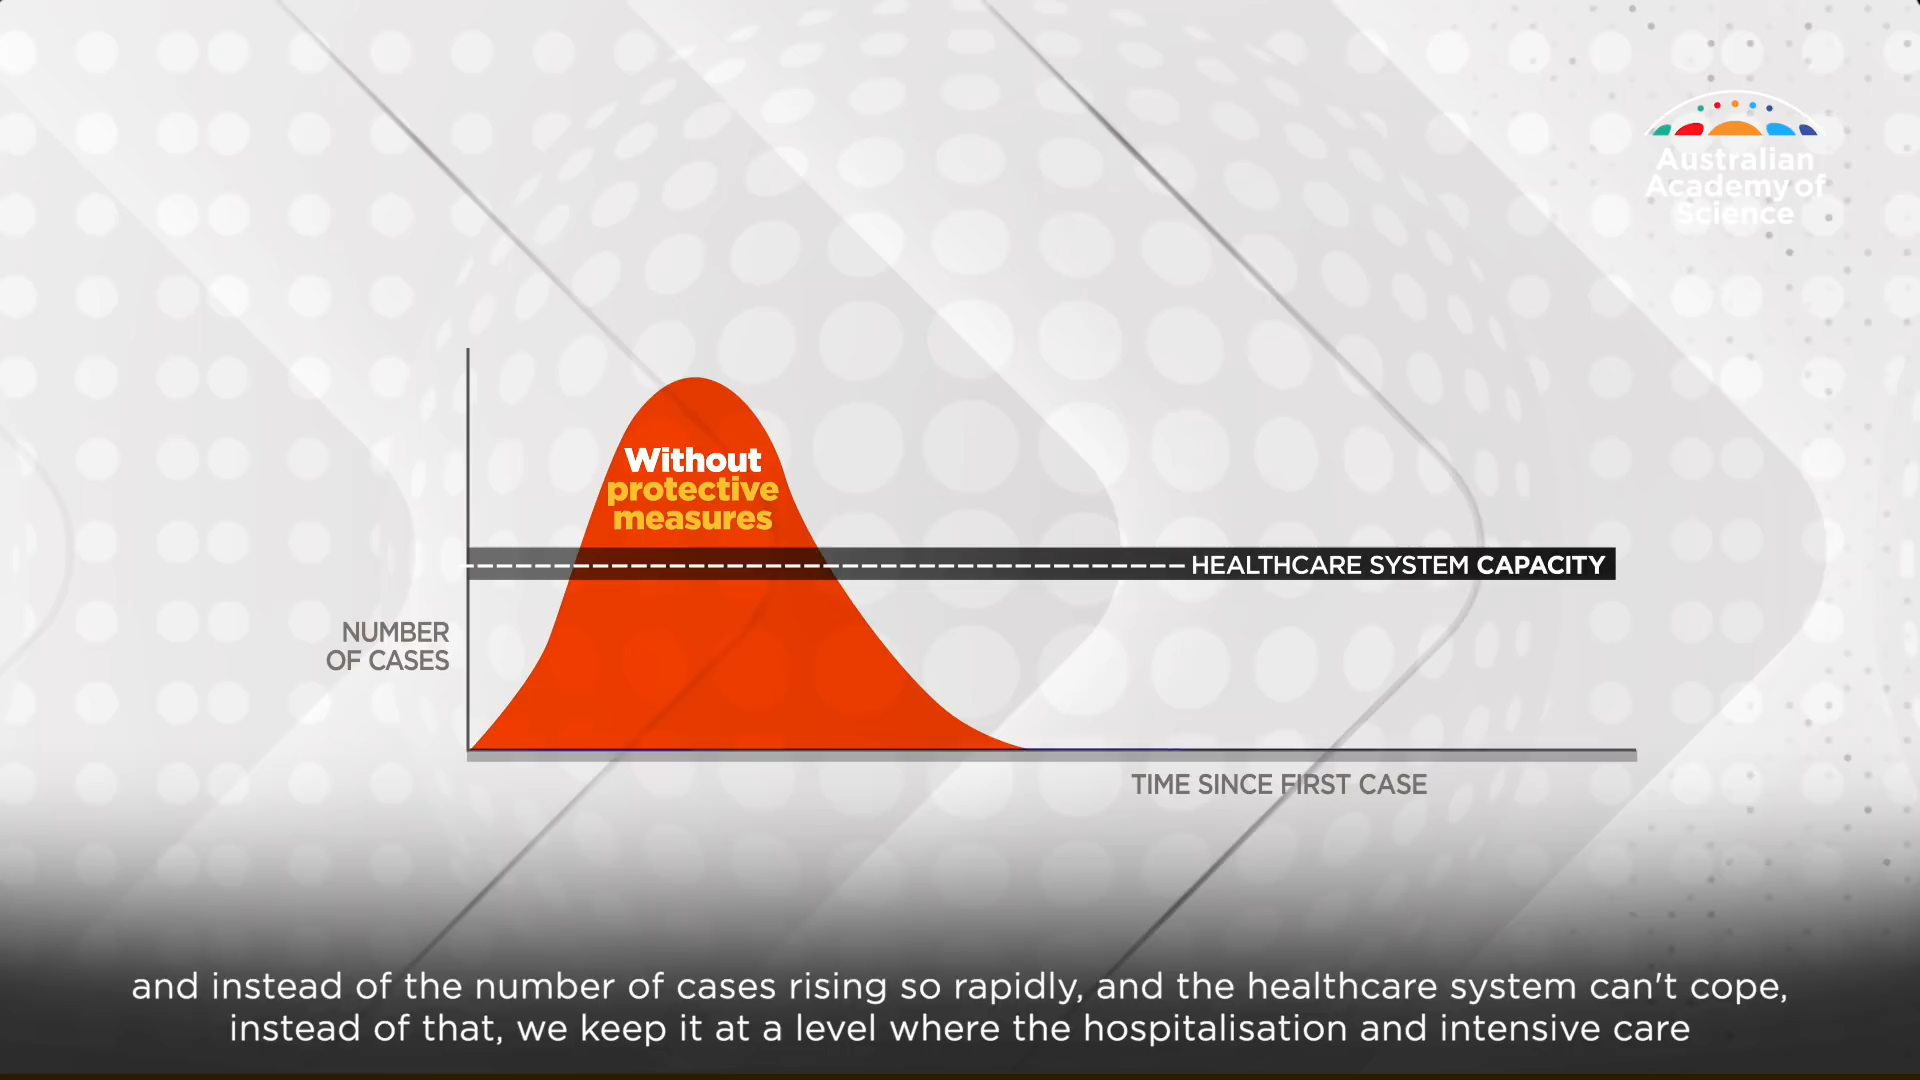 Australian
Academy of
Science
Without
protective
measures
HEALTHCARE SYSTEM CAPACITY
NUMBER
OF CASES
TIME SINCE FIRST CASE
and instead of the number of cases rising so rapidly, and the healthcare system can't cope,
instead of that, we keep it at a level where the hospitalisation and intensive care